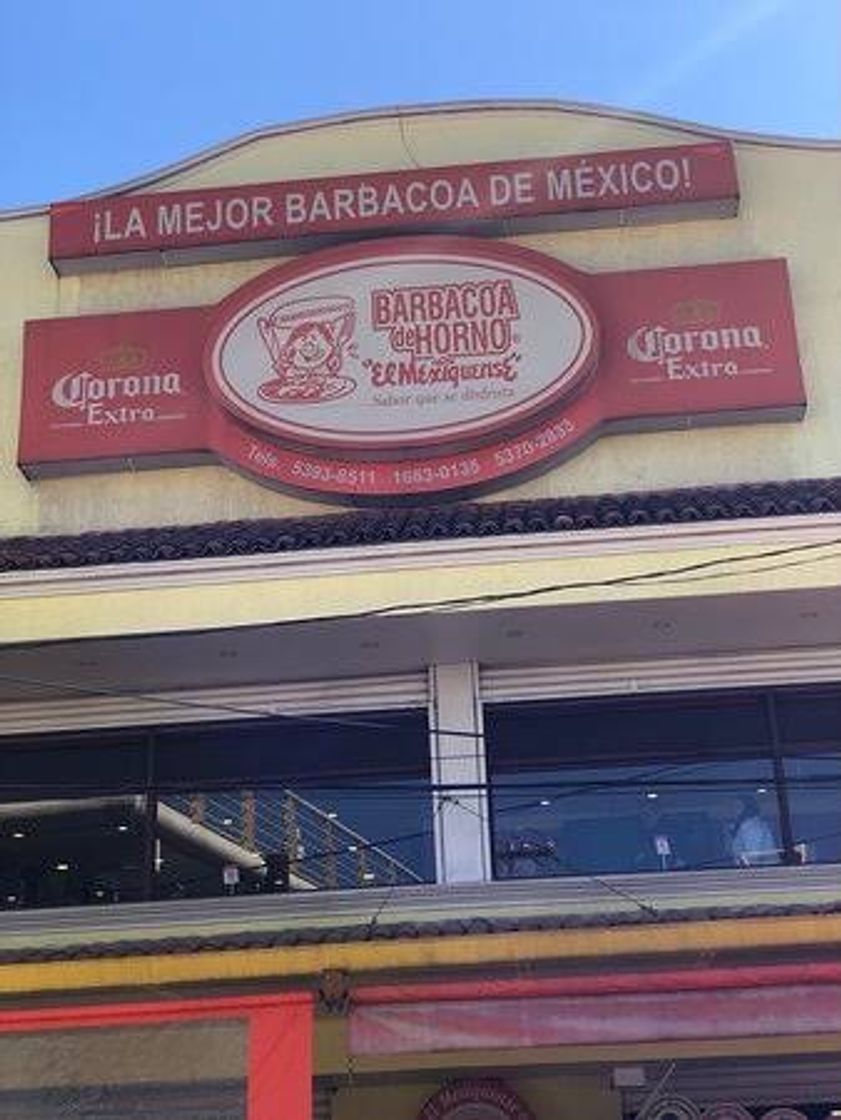 ¡LA MEJOR BARBACOA DE MÉXICO!
Corona
Extra
BARBACOA
de HORNO®
"El Mexiquense"
Sabor que se disfruta
Corona
Extra
Tels. 5393-8511 1663-0138 5370-2833